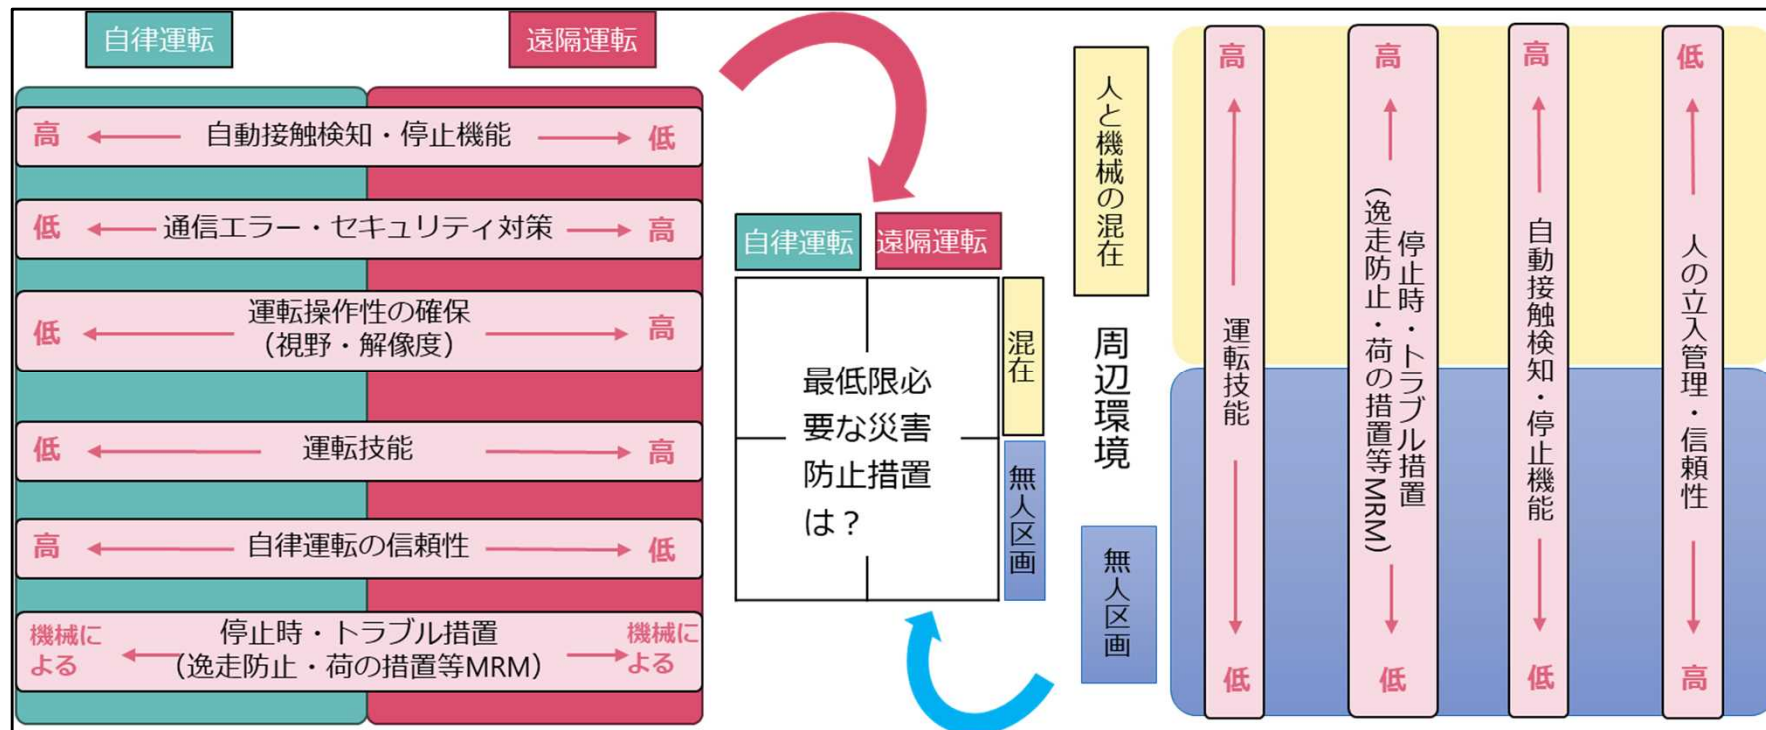 自律運転
遠隔運転
高
自動接触検知・停止機能
低
低
通信エラー・セキュリティ対策
高
低
運転操作性の確保
(視野・解像度)
高
低
運転技能
高
高
自律運転の信頼性
低
機械に
よる
停止時・トラブル措置
(逸走防止・荷の措置等MRM)
機械に
よる
自律運転
遠隔運転
最低限必
要な災害
防止措置
は？
混在
無人区画
人と機械の混在
周辺環境
無人区画
高
運転技能
低
高
停止時・トラブル措置
(逸走防止・荷の措置等MRM)
低
高
自動接触検知・停止機能
低
低
人の立入管理・信頼性
高